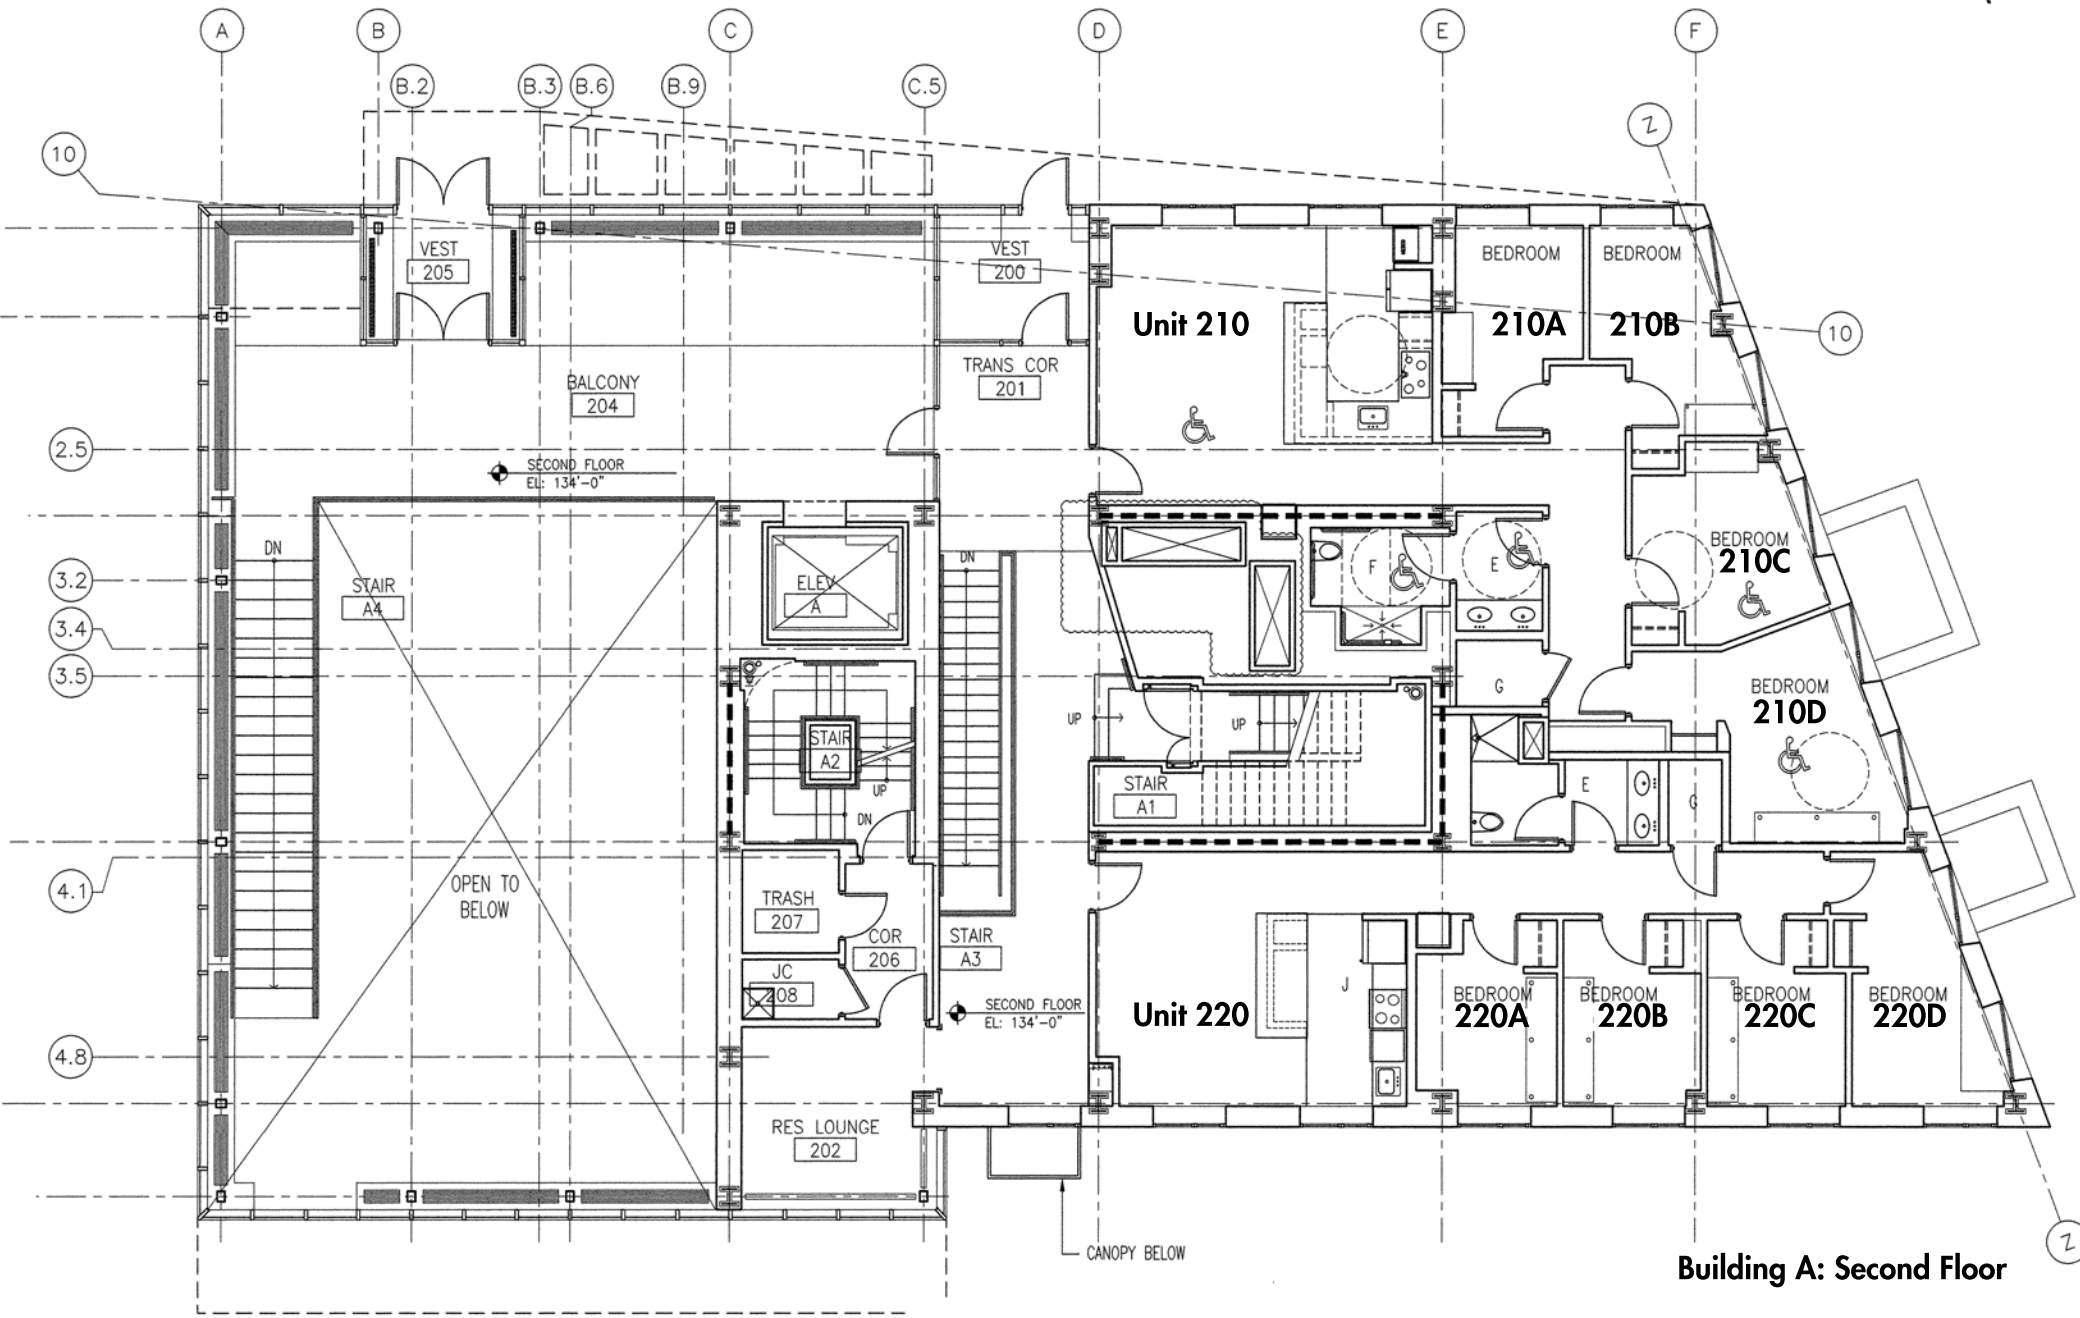 A
B
C
D
E
F
B.2
B.3
B.6
B.9
C.5
Z
10
VEST
205
VEST
200
BEDROOM
BEDROOM
Unit 210
210A
210B
10
TRANS COR
201
BALCONY
204
2.5
SECOND FLOOR
EL: 134'-0"
DN
DN
BEDROOM
210C
3.2
STAIR
A4
ELEV
A
F
E
3.4
3.5
G
BEDROOM
210D
UP
UP
STAIR
A2
UP
DN
STAIR
A1
E
G
4.1
OPEN TO
BELOW
TRASH
207
COR
206
STAIR
A3
JC
208
J
SECOND FLOOR
EL: 134'-0"
Unit 220
BEDROOM
220A
BEDROOM
220B
BEDROOM
220C
BEDROOM
220D
4.8
RES LOUNGE
202
CANOPY BELOW
Z
Building A: Second Floor